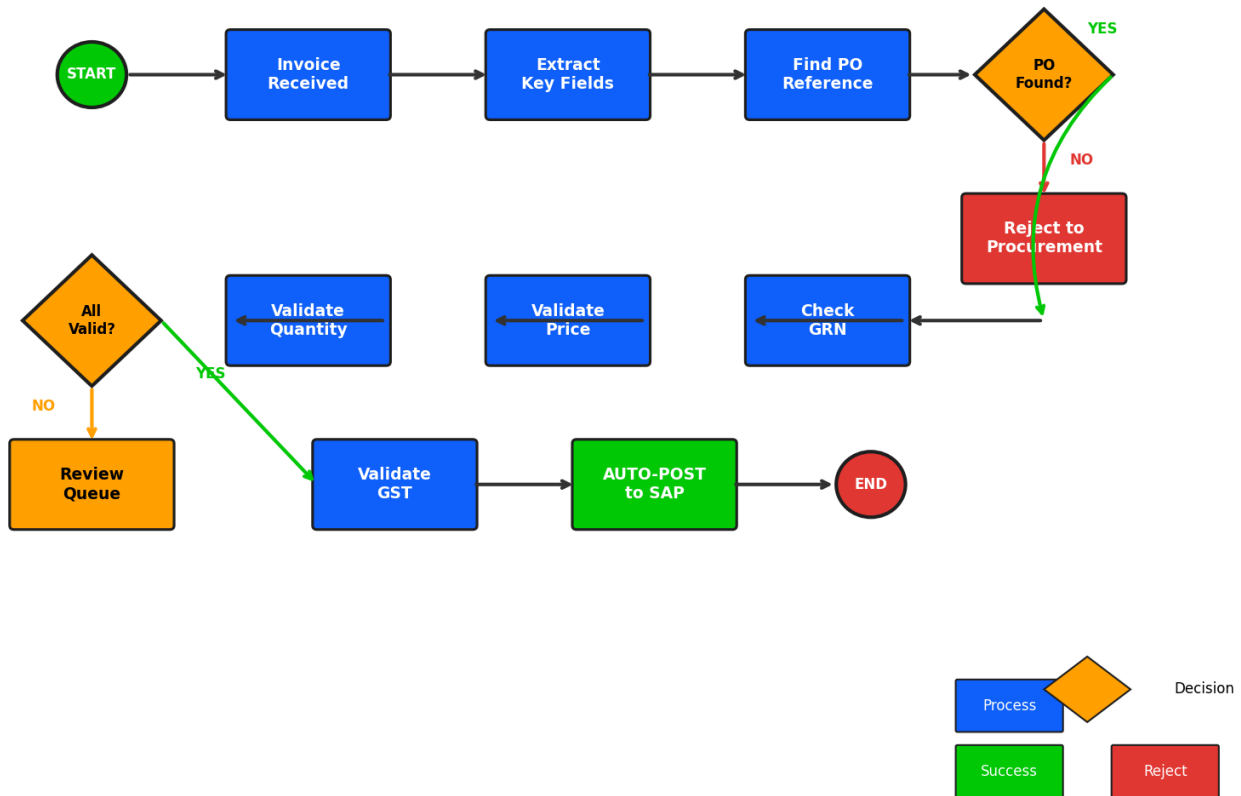 START
Invoice
Received
Extract
Key Fields
Find PO
Reference
PO
Found?
YES
NO
Reject to
Procurement
All
Valid?
Validate
Quantity
Validate
Price
Check
GRN
YES
NO
Review
Queue
Validate
GST
AUTO-POST
to SAP
END
Process
Decision
Success
Reject